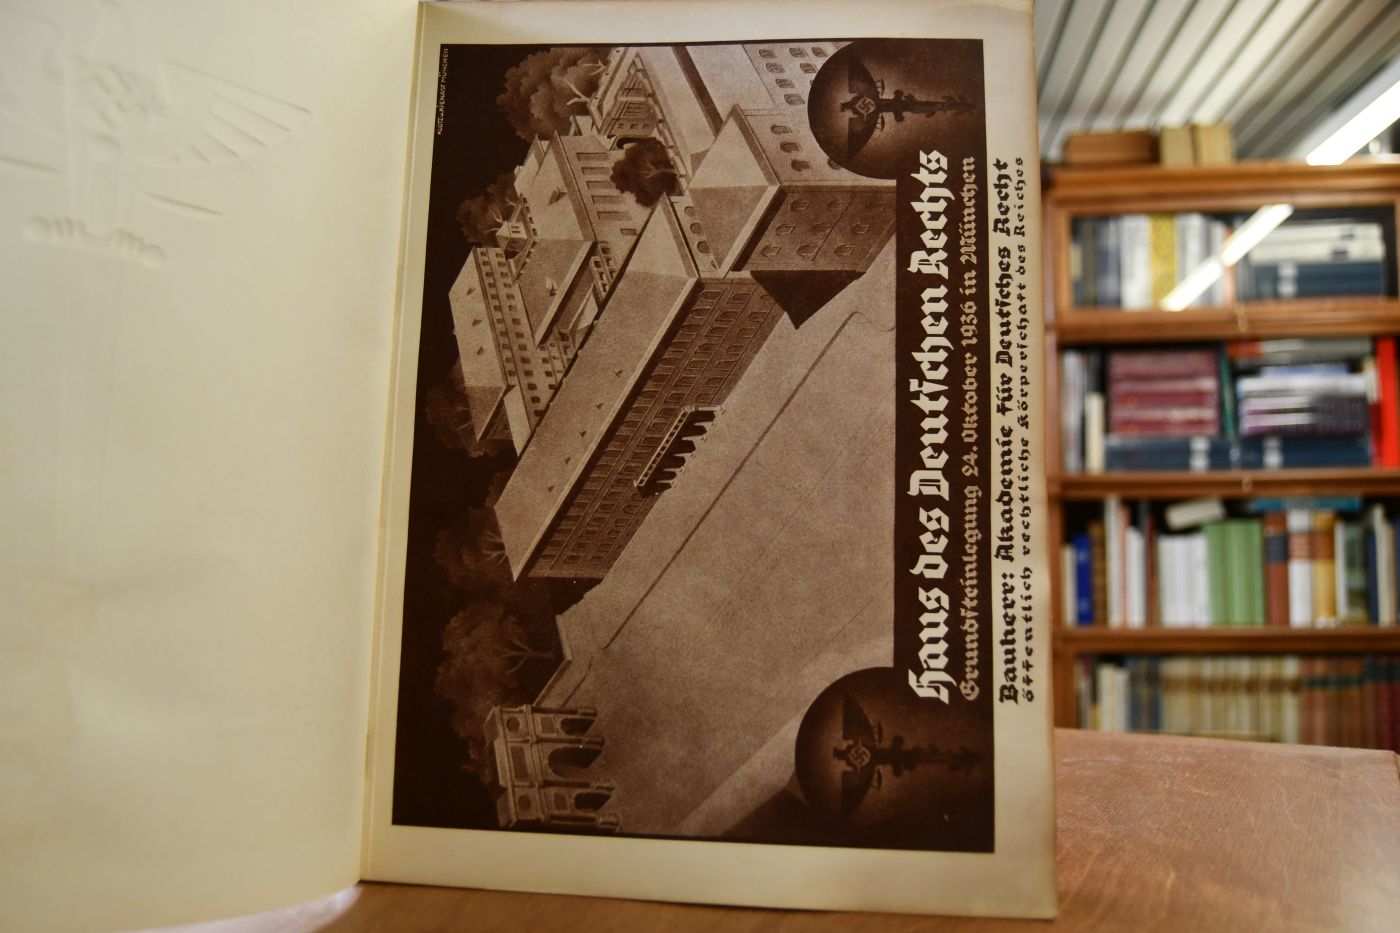 Haus des Deutschen Rechts
Grundsteinlegung 24. Oktober 1936 in München
Bauherr: Akademie für Deutsches Recht
öffentlich rechtliche Körperschaft des Reiches